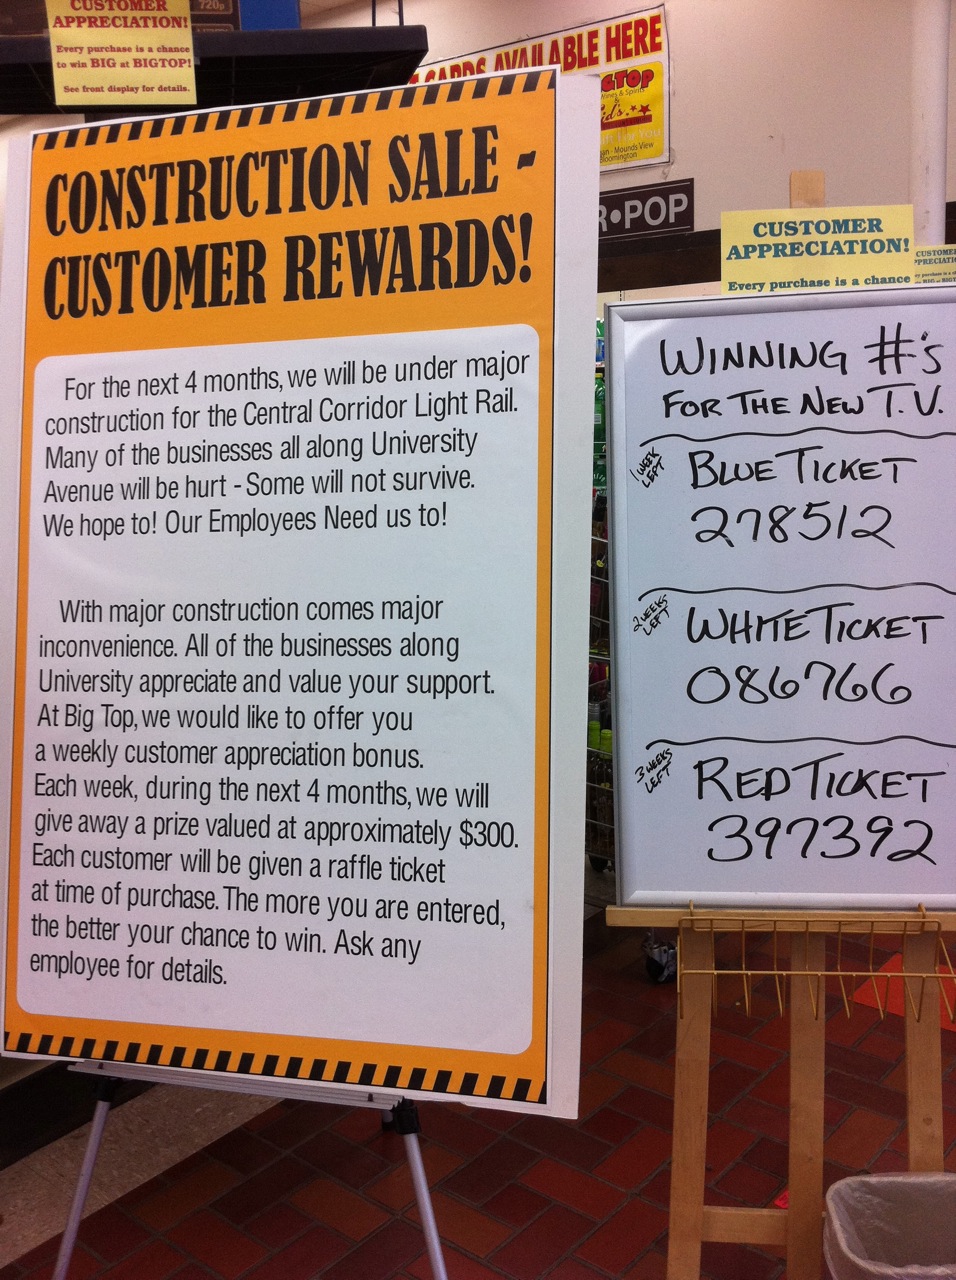 CUSTOMER
APPRECIATION!
Every purchase is a chance
to win BIG at BIGTOP!
See front display for details.
720p
CARDS AVAILABLE HERE
Wines & Spirits
&
Mounds View
Bloomington
POP
CONSTRUCTION SALE -
CUSTOMER REWARDS!
For the next 4 months, we will be under major
construction for the Central Corridor Light Rail.
Many of the businesses all along University
Avenue will be hurt - Some will not survive.
We hope to! Our Employees Need us to!
With major construction comes major
inconvenience. All of the businesses along
University appreciate and value your support.
At Big Top, we would like to offer you
a weekly customer appreciation bonus.
Each week, during the next 4 months, we will
give away a prize valued at approximately $300.
Each customer will be given a raffle ticket
at time of purchase. The more you are entered,
the better your chance to win. Ask any
employee for details.
CUSTOMER
APPRECIATION!
Every purchase is a chance
CUSTOMER
WINNING #'S
FOR THE NEW T.V.
1 WEEK
LEFT
BLUE TICKET
278512
2 WEEKS
LEFT
WHITE TICKET
086766
3 WEEKS
LEFT
RED TICKET
397392